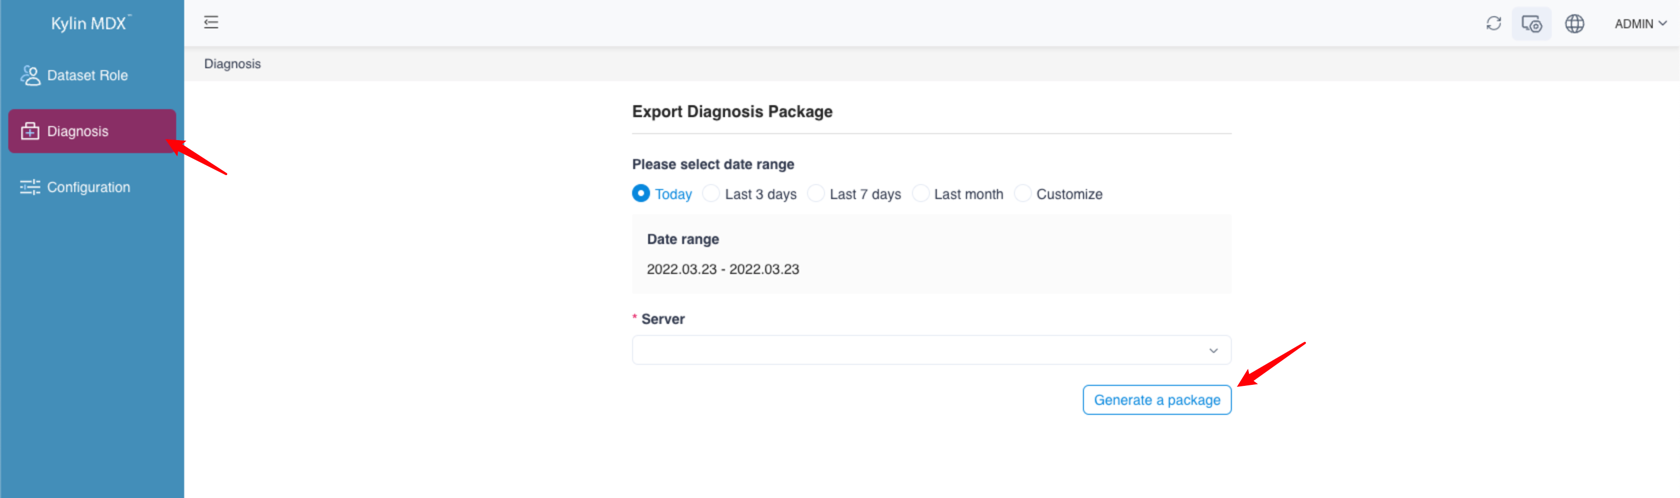 Kylin MDX™
ADMIN
Dataset Role
Diagnosis
Configuration
Diagnosis
Export Diagnosis Package
Please select date range
Today Last 3 days Last 7 days Last month Customize
Date range
2022.03.23 - 2022.03.23
* Server
Generate a package